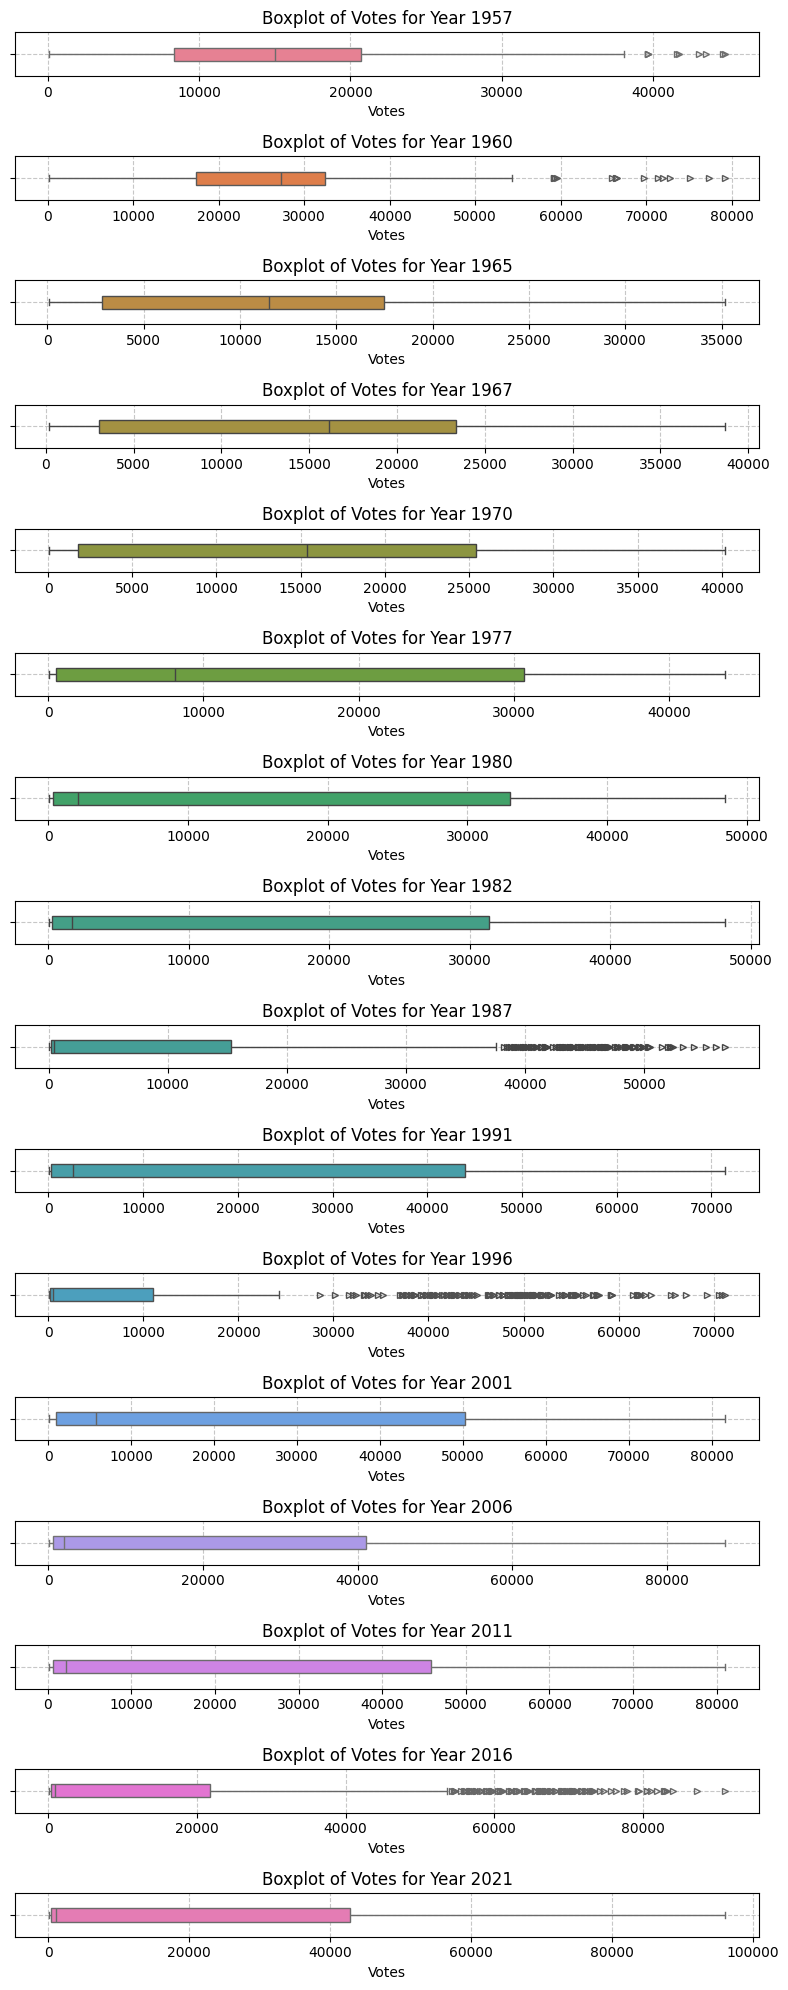 Boxplot of Votes for Year 1957
0 10000 20000 30000 40000
Votes
Boxplot of Votes for Year 1960
0 10000 20000 30000 40000 50000 60000 70000 80000
Votes
Boxplot of Votes for Year 1965
0 5000 10000 15000 20000 25000 30000 35000
Votes
Boxplot of Votes for Year 1967
0 5000 10000 15000 20000 25000 30000 35000 40000
Votes
Boxplot of Votes for Year 1970
0 5000 10000 15000 20000 25000 30000 35000 40000
Votes
Boxplot of Votes for Year 1977
0 10000 20000 30000 40000
Votes
Boxplot of Votes for Year 1980
0 10000 20000 30000 40000 50000
Votes
Boxplot of Votes for Year 1982
0 10000 20000 30000 40000 50000
Votes
Boxplot of Votes for Year 1987
0 10000 20000 30000 40000 50000
Votes
Boxplot of Votes for Year 1991
0 10000 20000 30000 40000 50000 60000 70000
Votes
Boxplot of Votes for Year 1996
0 10000 20000 30000 40000 50000 60000 70000
Votes
Boxplot of Votes for Year 2001
0 10000 20000 30000 40000 50000 60000 70000 80000
Votes
Boxplot of Votes for Year 2006
0 20000 40000 60000 80000
Votes
Boxplot of Votes for Year 2011
0 10000 20000 30000 40000 50000 60000 70000 80000
Votes
Boxplot of Votes for Year 2016
0 20000 40000 60000 80000
Votes
Boxplot of Votes for Year 2021
0 20000 40000 60000 80000 100000
Votes